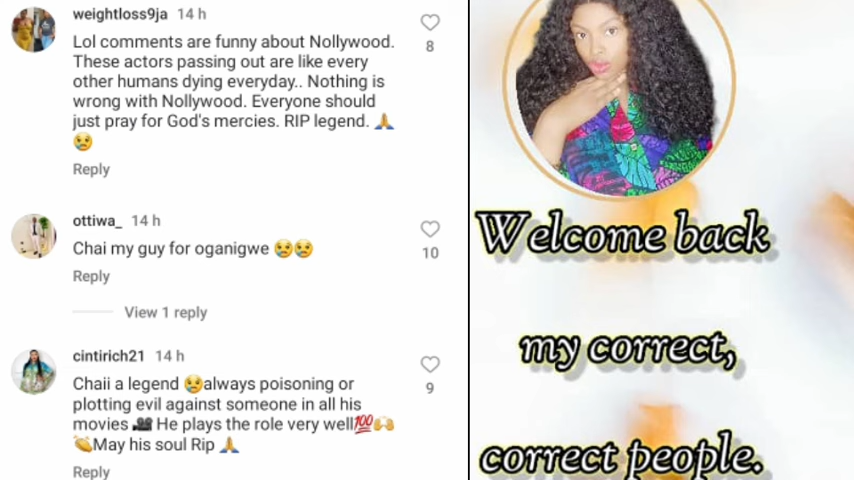 weightloss9ja 14 h
Lol comments are funny about Nollywood.
These actors passing out are like every
other humans dying everyday.. Nothing is
wrong with Nollywood. Everyone should
just pray for God's mercies. RIP legend. 🙏
😢
8
Reply
ottiwa_ 14 h
Chai my guy for oganigwe 😢😢
10
Reply
View 1 reply
cintirich21 14 h
Chaii a legend 😢always poisoning or
plotting evil against someone in all his
movies 🎥 He plays the role very well💯🙌
👏May his soul Rip 🙏
9
Reply
Welcome back
my correct,
correct people.